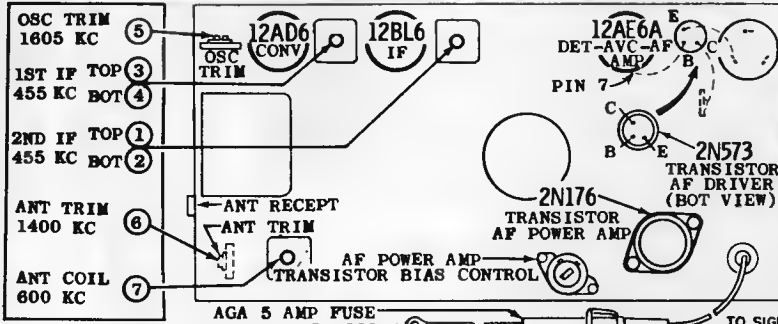 OSC TRIM
1605 KC
5
1ST IF TOP 3
455 KC BOT 4
2ND IF TOP 1
455 KC BOT 2
ANT TRIM
1400 KC
6
ANT COIL
600 KC
7
OSC
TRIM
12AD6
CONV
12BL6
IF
12AE6A
DET-AVC-AF
AMP
PIN 7
E
B
C
C
B
E
2N573
TRANSISTOR
AF DRIVER
(BOT VIEW)
2N176
TRANSISTOR
AF POWER AMP
ANT RECEPT
ANT TRIM
AF POWER AMP
TRANSISTOR BIAS CONTROL
AGA 5 AMP FUSE